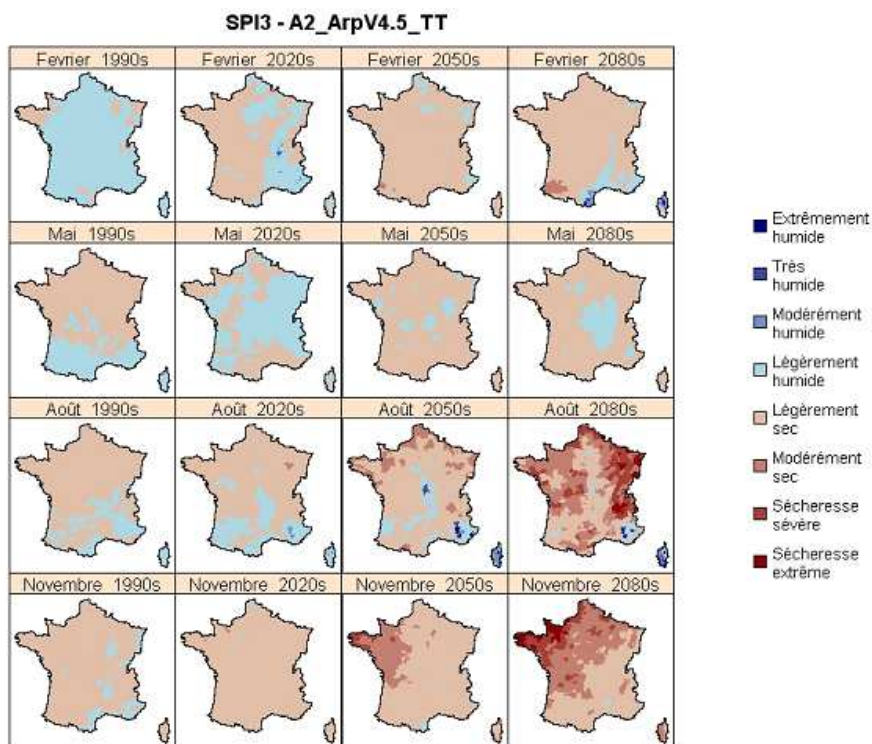 SPI3 - A2_ArpV4.5_TT
Fevrier 1990s
Fevrier 2020s
Fevrier 2050s
Fevrier 2080s
Mai 1990s
Mai 2020s
Mai 2050s
Mai 2080s
Août 1990s
Août 2020s
Août 2050s
Août 2080s
Novembre 1990s
Novembre 2020s
Novembre 2050s
Novembre 2080s
Extrêmement
humide
Très
humide
Modérément
humide
Légèrement
humide
Légèrement
sec
Modérément
sec
Sécheresse
sévère
Sécheresse
extrême